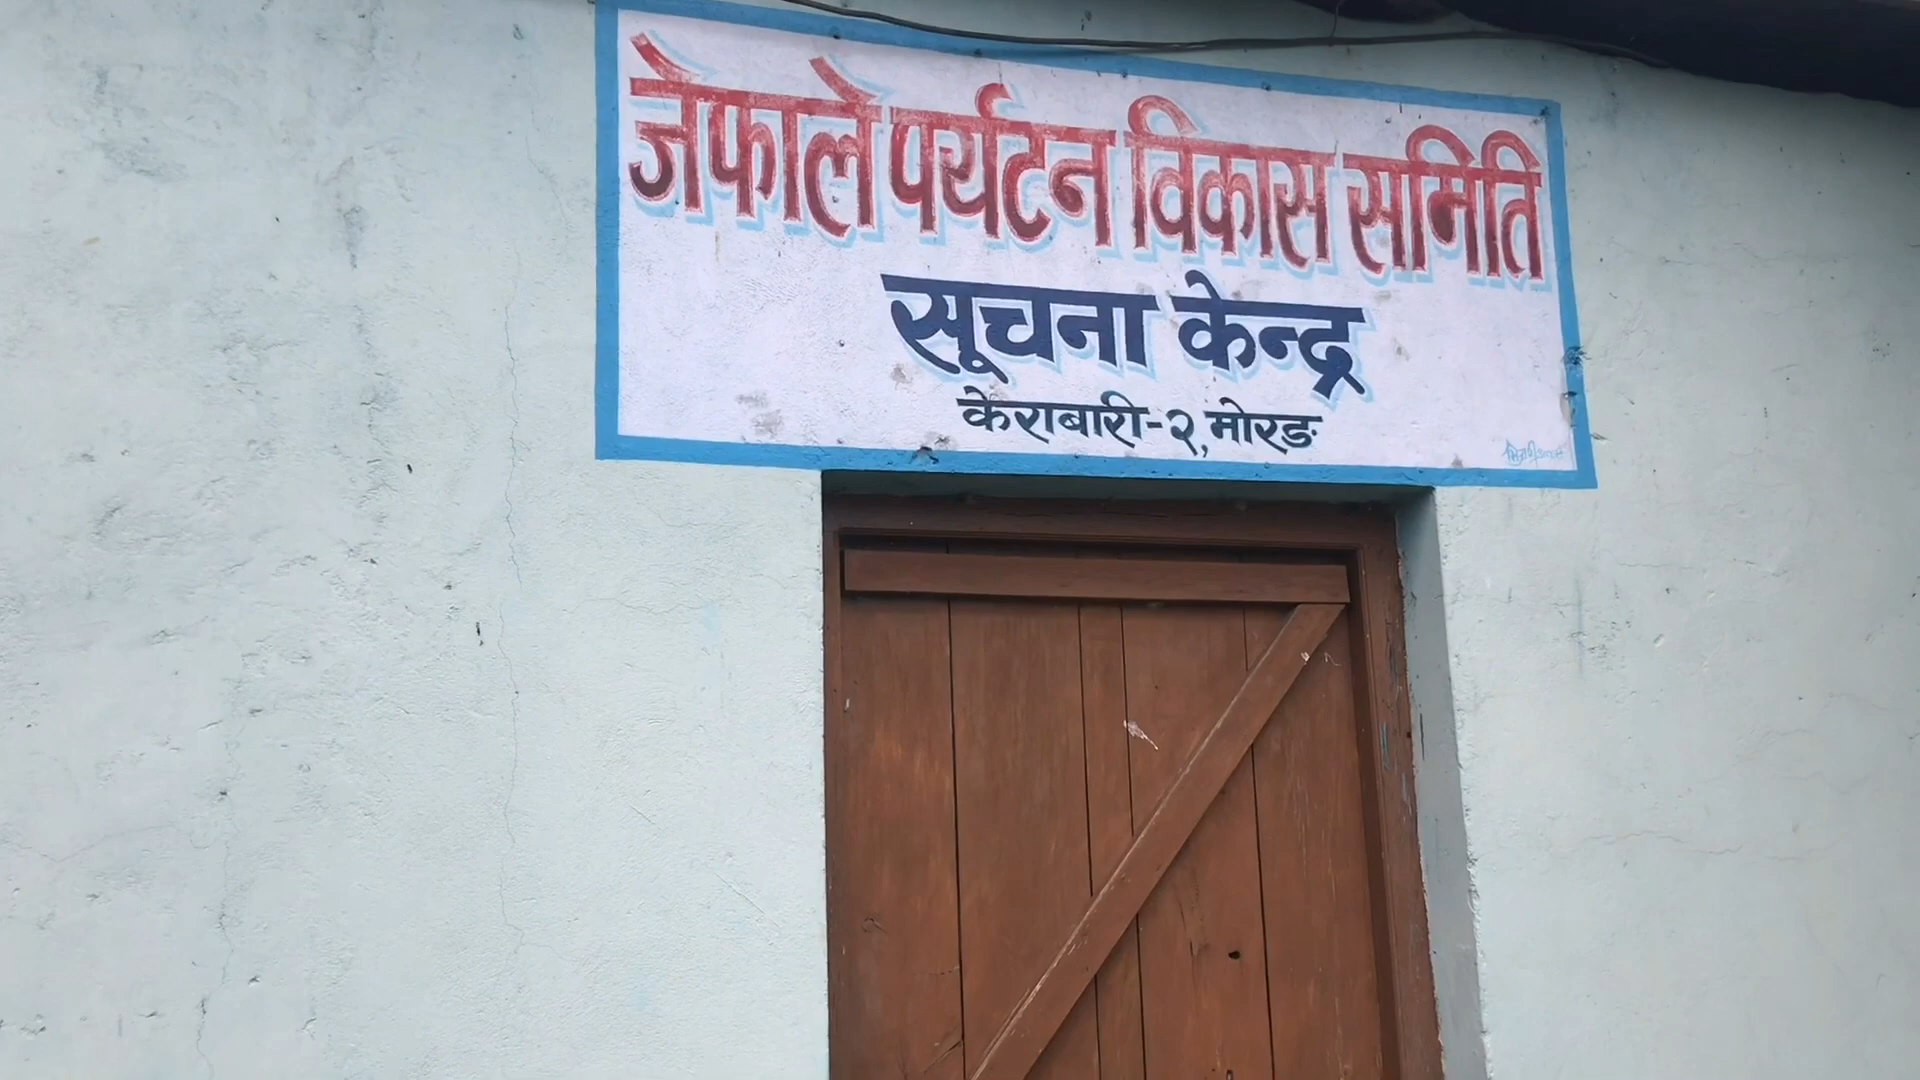 जेफाले पर्यटन विकास समिति
सूचना केन्द्र
केराबारी-२, मोरङ